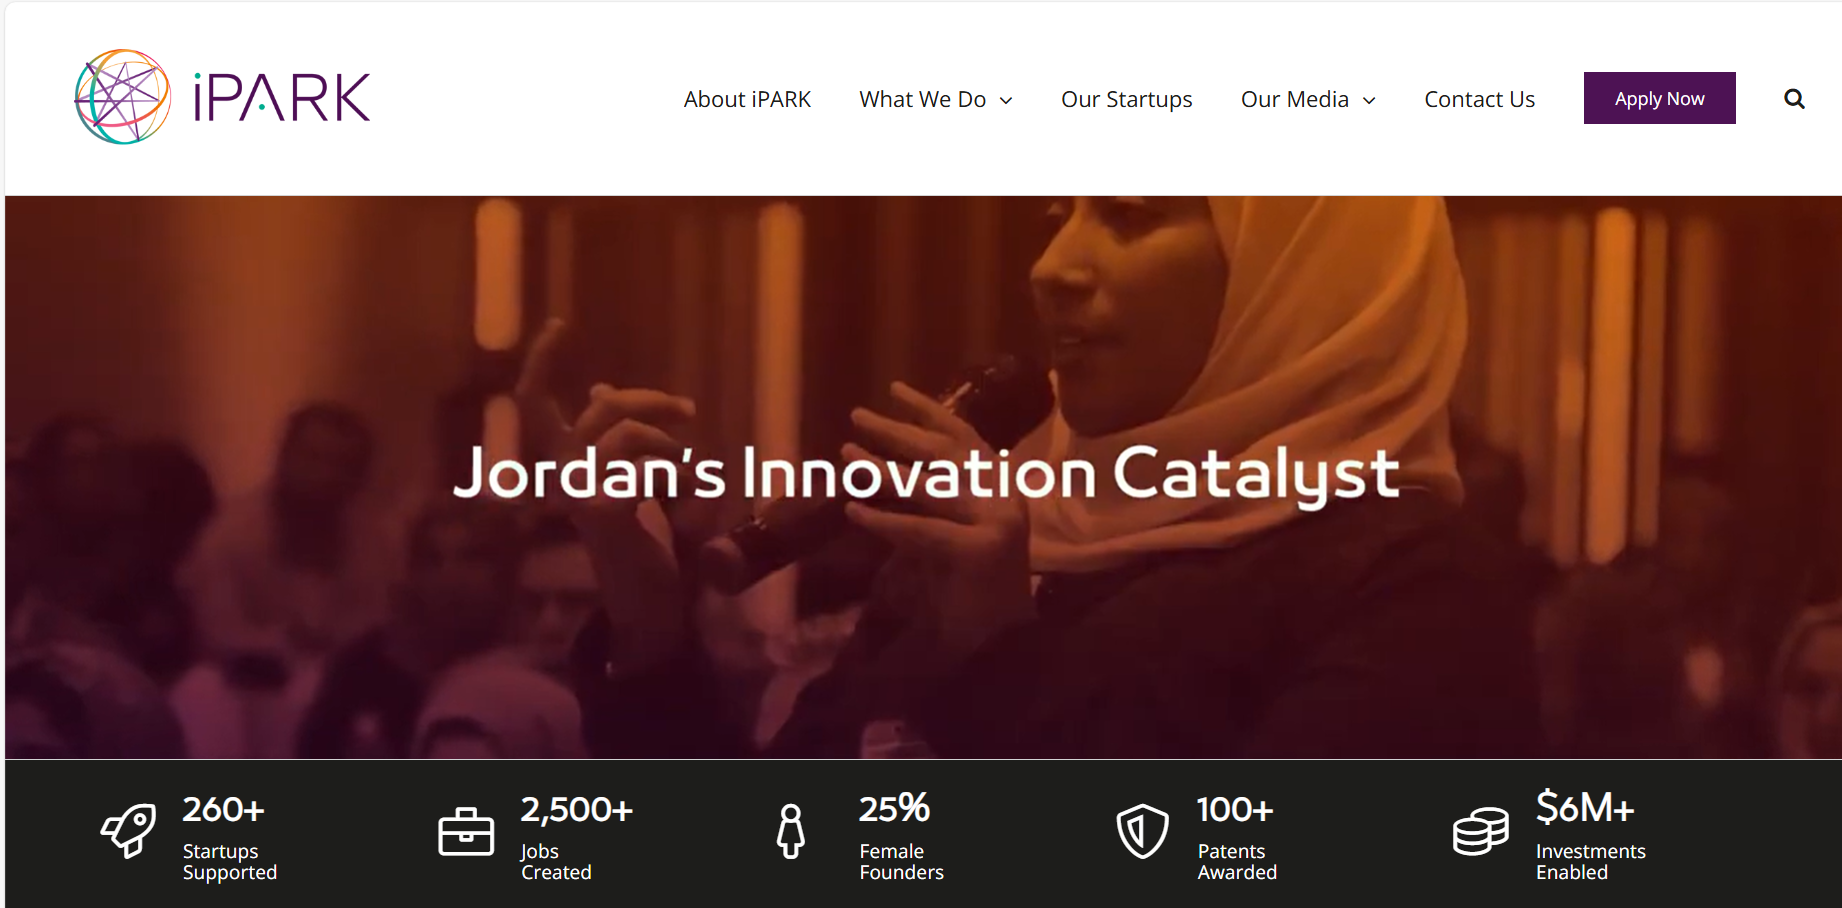 iPARK
About iPARK
What We Do
Our Startups
Our Media
Contact Us
Apply Now
Jordan's Innovation Catalyst
260+
Startups
Supported
2,500+
Jobs
Created
25%
Female
Founders
100+
Patents
Awarded
$6M+
Investments
Enabled